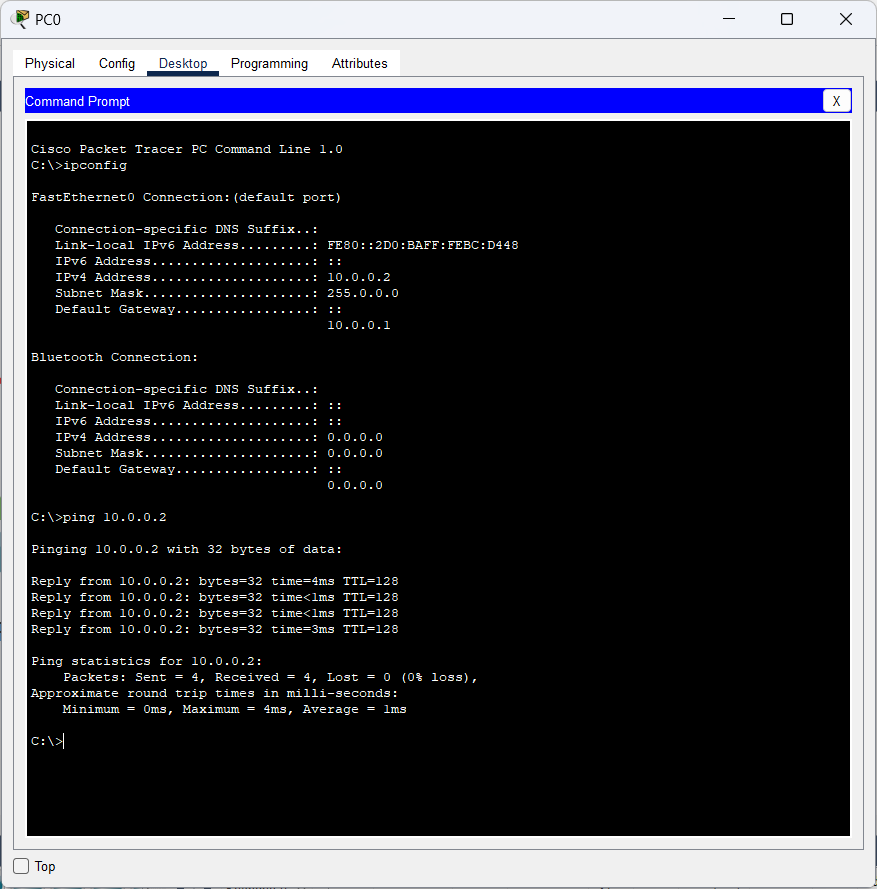 PC0
Physical Config Desktop Programming Attributes
Command Prompt X
Cisco Packet Tracer PC Command Line 1.0
C:\>ipconfig
FastEthernet0 Connection:(default port)
Connection-specific DNS Suffix..:
Link-local IPv6 Address.........: FE80::2D0:BAFF:FEBC:D448
IPv6 Address....................: ::
IPv4 Address....................: 10.0.0.2
Subnet Mask.....................: 255.0.0.0
Default Gateway.................: ::
10.0.0.1
Bluetooth Connection:
Connection-specific DNS Suffix..:
Link-local IPv6 Address.........: ::
IPv6 Address....................: ::
IPv4 Address....................: 0.0.0.0
Subnet Mask.....................: 0.0.0.0
Default Gateway.................: ::
0.0.0.0
C:\>ping 10.0.0.2
Pinging 10.0.0.2 with 32 bytes of data:
Reply from 10.0.0.2: bytes=32 time=4ms TTL=128
Reply from 10.0.0.2: bytes=32 time<1ms TTL=128
Reply from 10.0.0.2: bytes=32 time<1ms TTL=128
Reply from 10.0.0.2: bytes=32 time=3ms TTL=128
Ping statistics for 10.0.0.2:
Packets: Sent = 4, Received = 4, Lost = 0 (0% loss),
Approximate round trip times in milli-seconds:
Minimum = 0ms, Maximum = 4ms, Average = 1ms
C:\>
Top